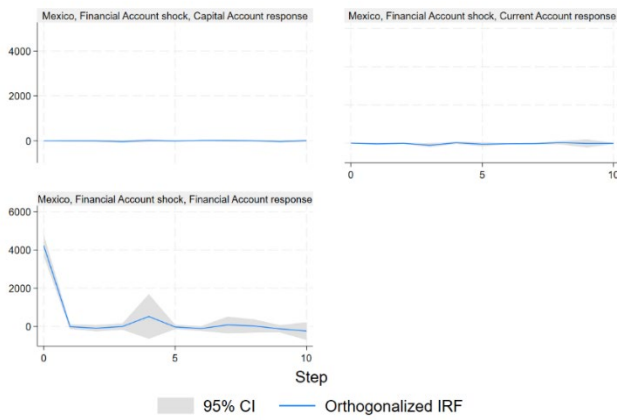 Mexico, Financial Account shock, Capital Account response
Mexico, Financial Account shock, Current Account response
4000
2000
0
0
5
10
Mexico, Financial Account shock, Financial Account response
6000
4000
2000
0
0
5
10
Step
95% CI
Orthogonalized IRF